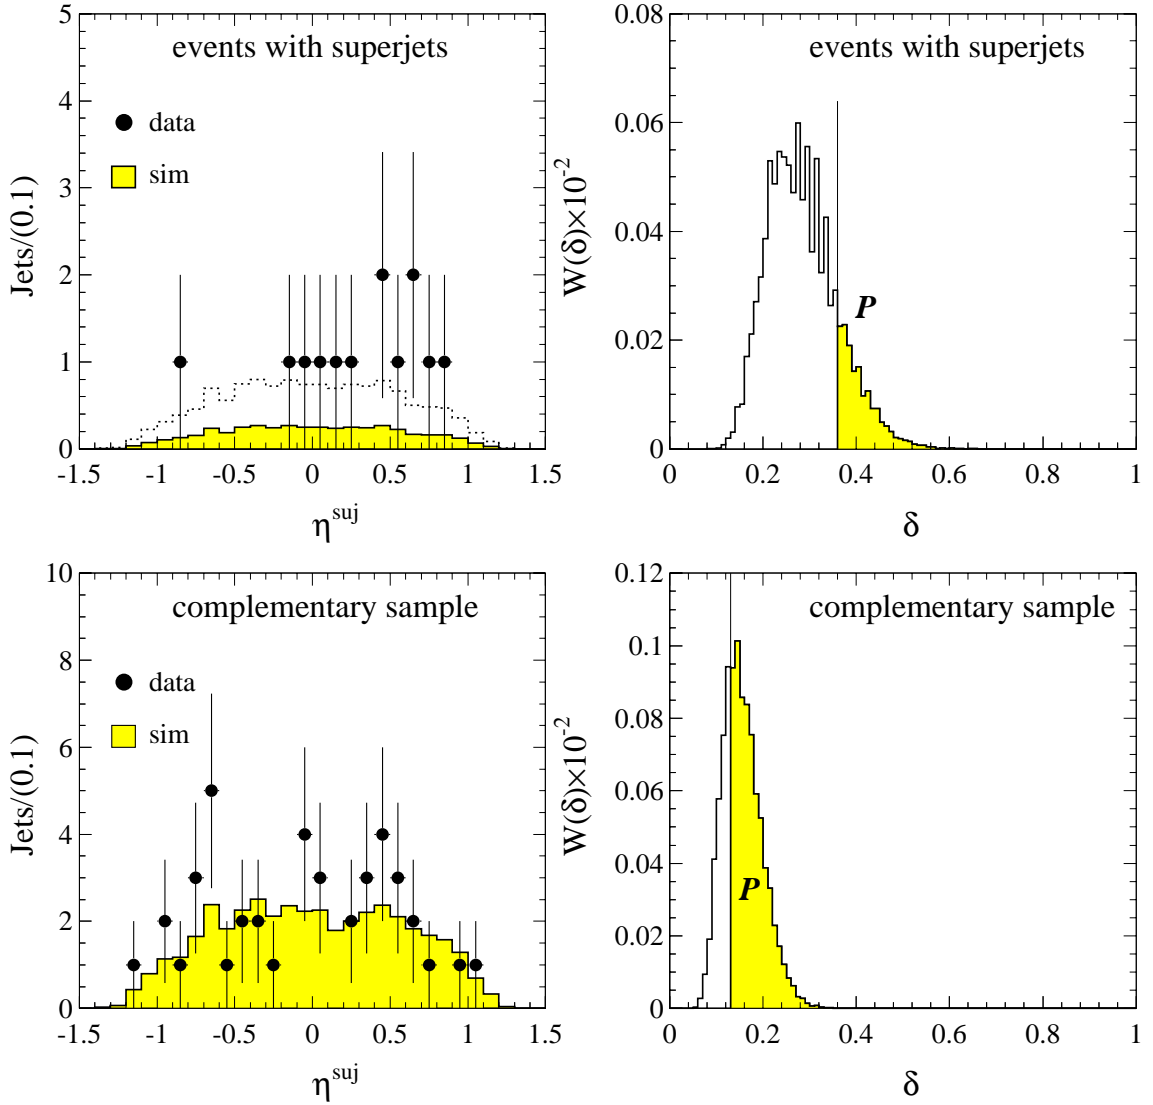 events with superjets
data
sim
Jets/(0.1)
5
4
3
2
1
0
-1.5 -1 -0.5 0 0.5 1 1.5
η^suj
events with superjets
W(δ)×10^-2
0.08
0.06
0.04
0.02
0
P
0 0.2 0.4 0.6 0.8 1
δ
complementary sample
data
sim
Jets/(0.1)
10
8
6
4
2
0
-1.5 -1 -0.5 0 0.5 1 1.5
η^suj
complementary sample
W(δ)×10^-2
0.12
0.1
0.08
0.06
0.04
0.02
0
P
0 0.2 0.4 0.6 0.8 1
δ